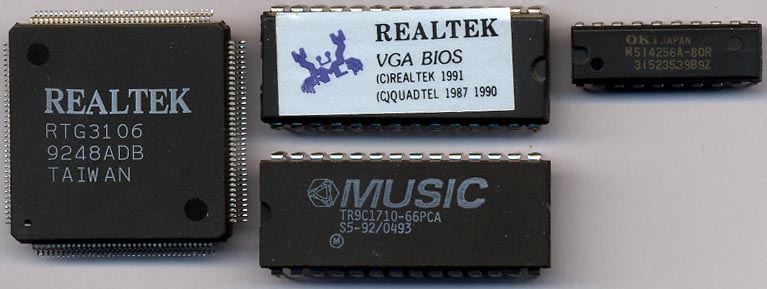 REALTEK
RTG3106
9248ADB
TAIWAN
REALTEK
VGA BIOS
(C)REALTEK 1991
(C)QUADTEL 1987 1990
OKI JAPAN
M514256A-80R
31523539B9Z
MUSIC
TR9C1710-66PCA
S5-92/0493
M